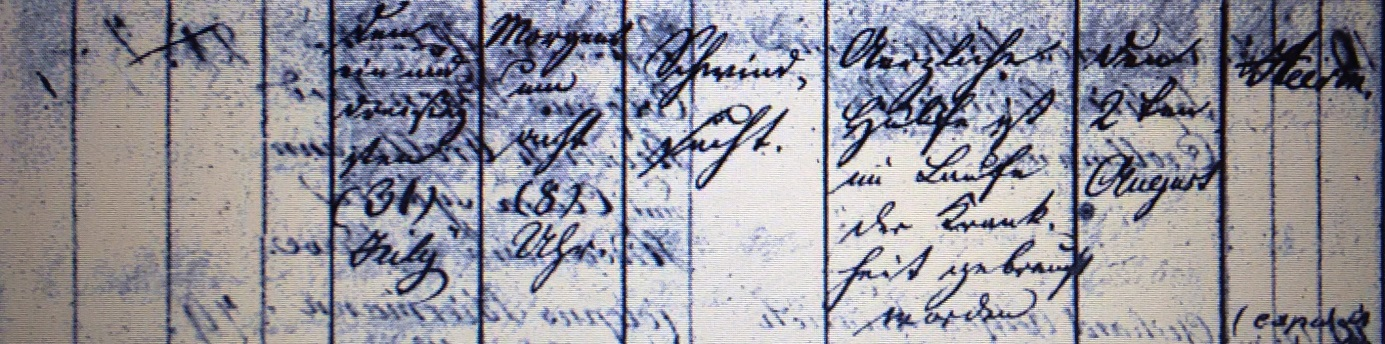 Den
ein und
dreißig
sten
(31)
July
Morgens
um
acht
(8)
Uhr
Schwind,
sucht.
Aerzliche
Hülfe ist
im Laufe
der Krank,
heit gebraucht
worden
den
2 ten
August